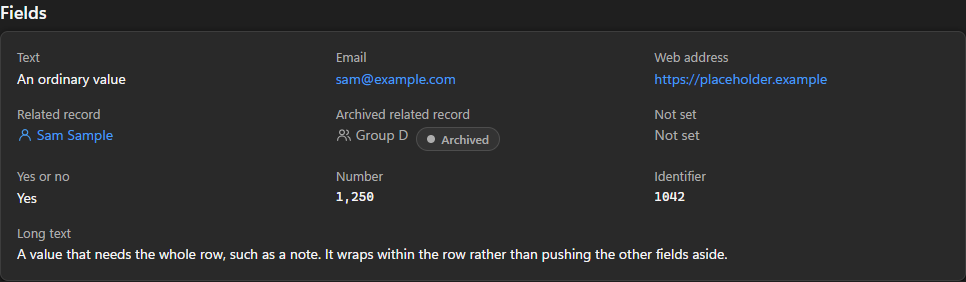 Fields
Text
Email
Web address
An ordinary value
sam@example.com
https://placeholder.example
Related record
Archived related record
Not set
Sam Sample
Group D
Archived
Not set
Yes or no
Number
Identifier
Yes
1,250
1042
Long text
A value that needs the whole row, such as a note. It wraps within the row rather than pushing the other fields aside.